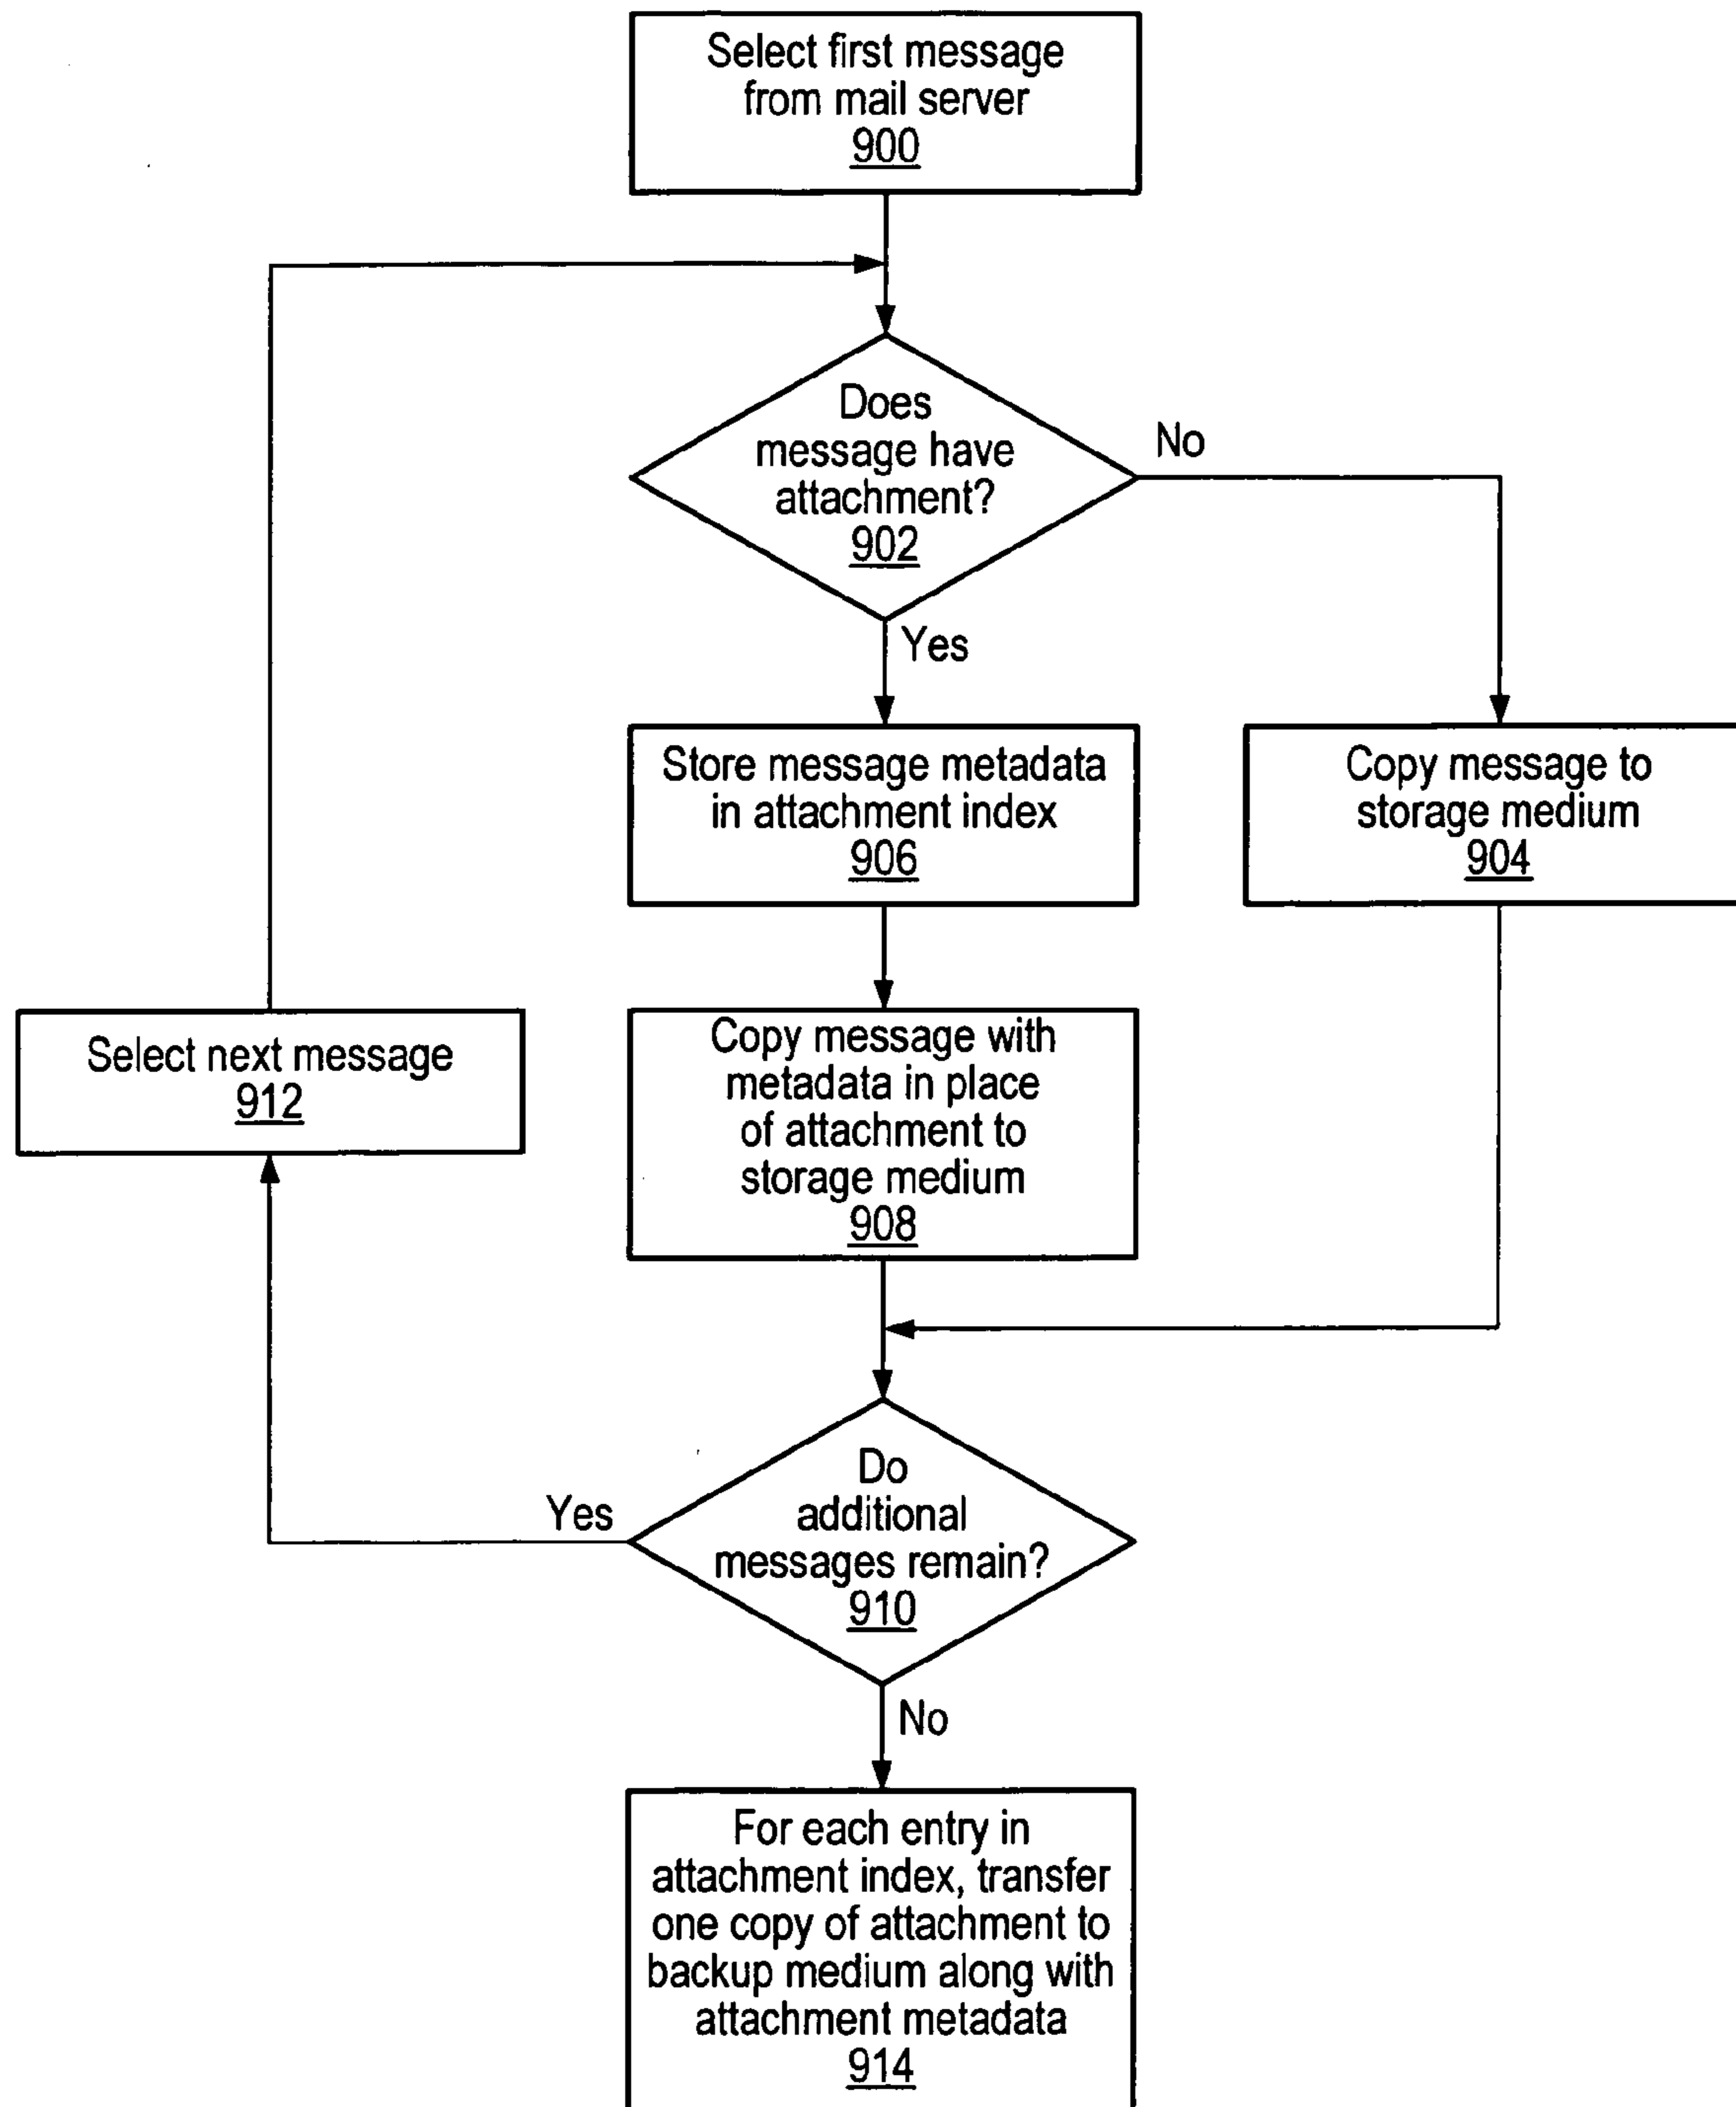 Select first message
from mail server
900
Does
message have
attachment?
902
No
Yes
Store message metadata
in attachment index
906
Copy message to
storage medium
904
Select next message
912
Copy message with
metadata in place
of attachment to
storage medium
908
Do
additional
messages remain?
910
Yes
No
For each entry in
attachment index, transfer
one copy of attachment to
backup medium along with
attachment metadata
914